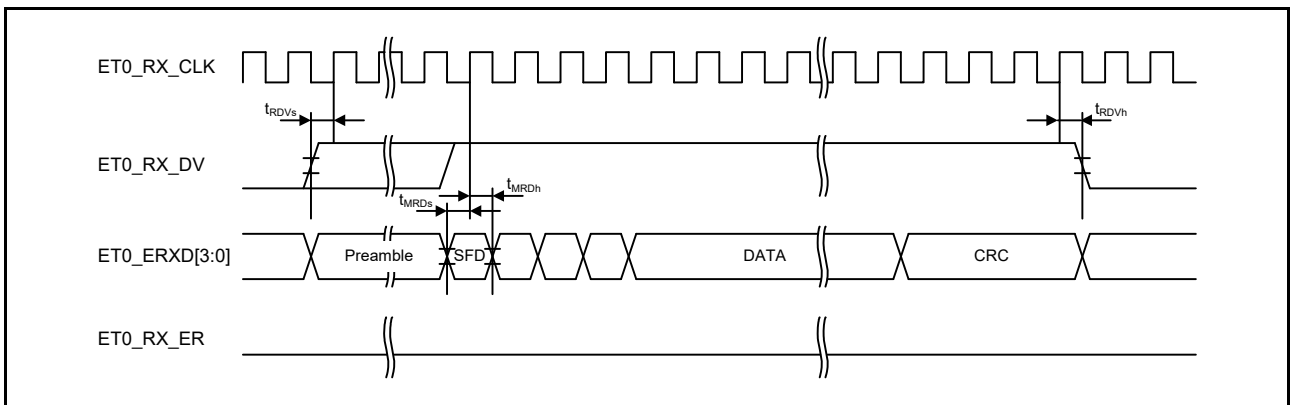 ET0_RX_CLK
tRDVs
tRDVh
ET0_RX_DV
tMRDh
tMRDs
ET0_ERXD[3:0]
Preamble
SFD
DATA
CRC
ET0_RX_ER